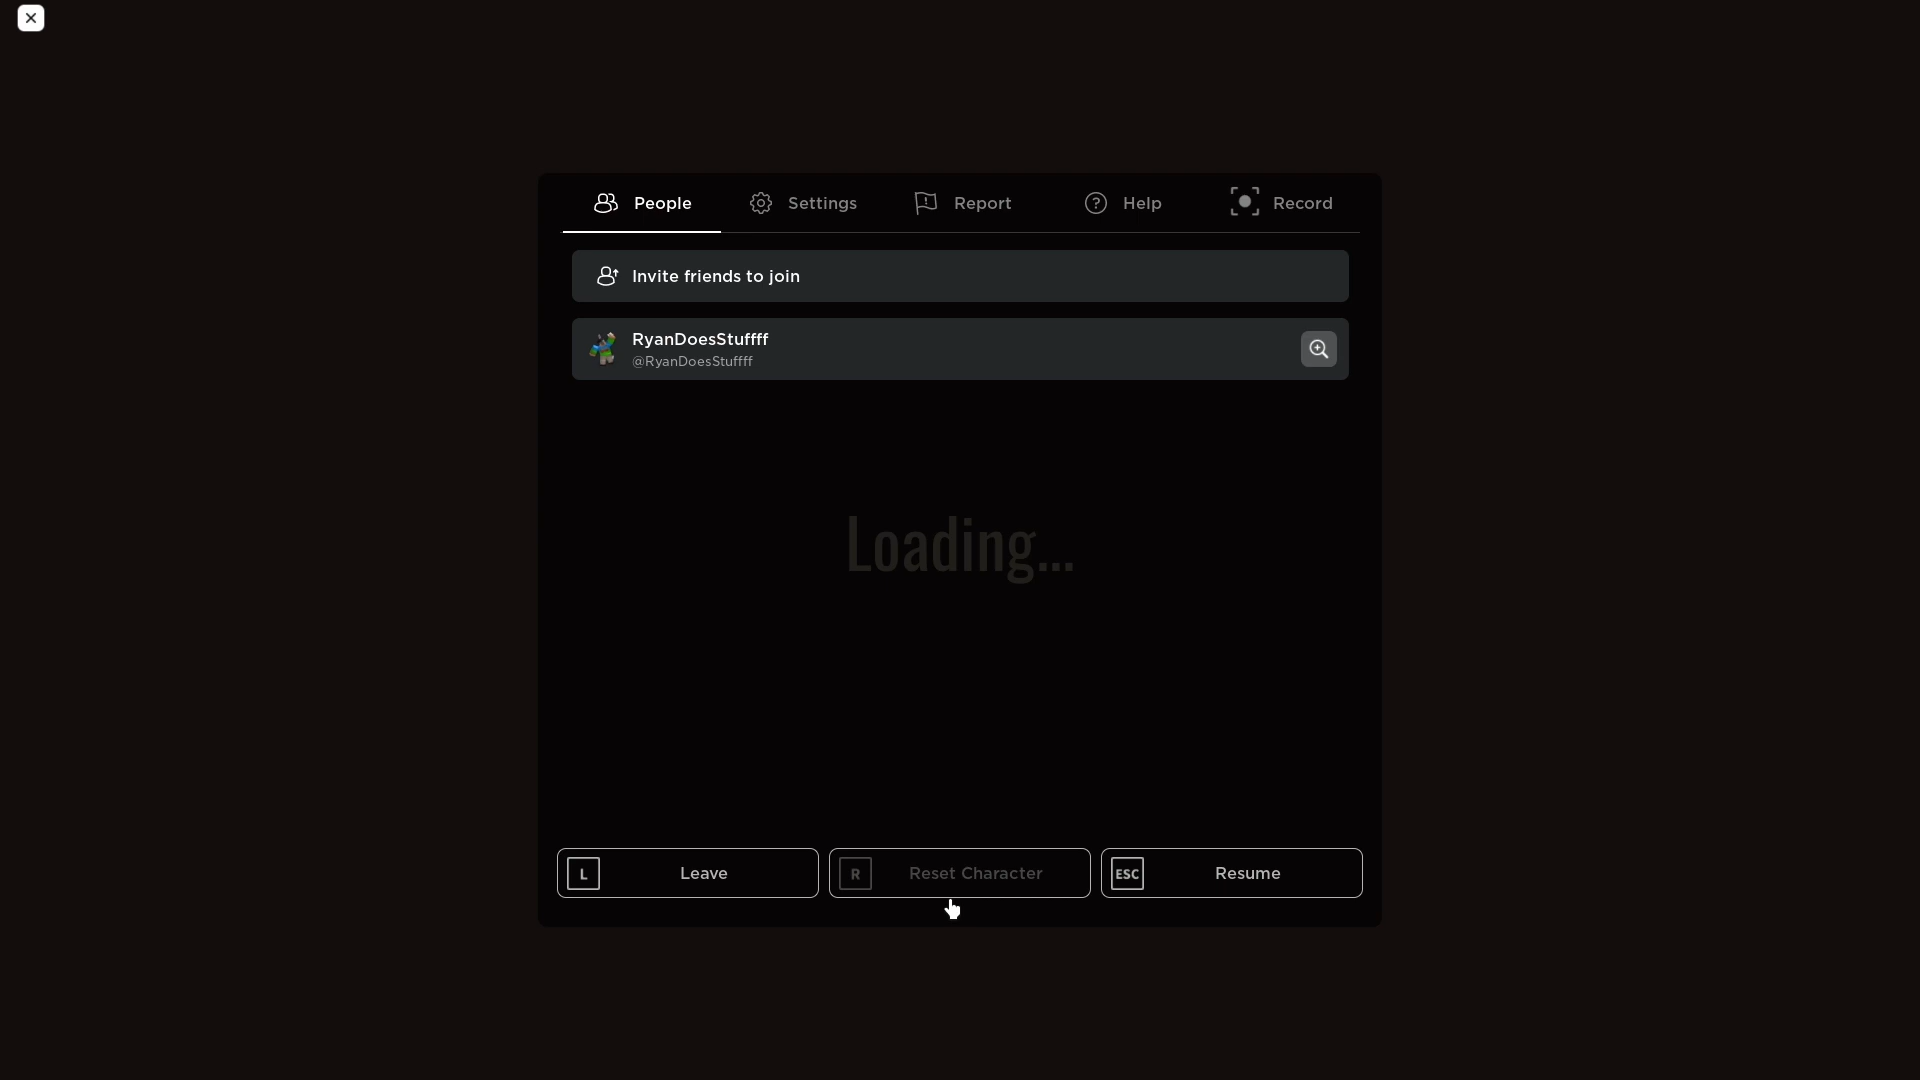 People
Settings
Report
Help
Record
Invite friends to join
RyanDoesStuffff
@RyanDoesStuffff
Loading...
L Leave
R Reset Character
ESC Resume